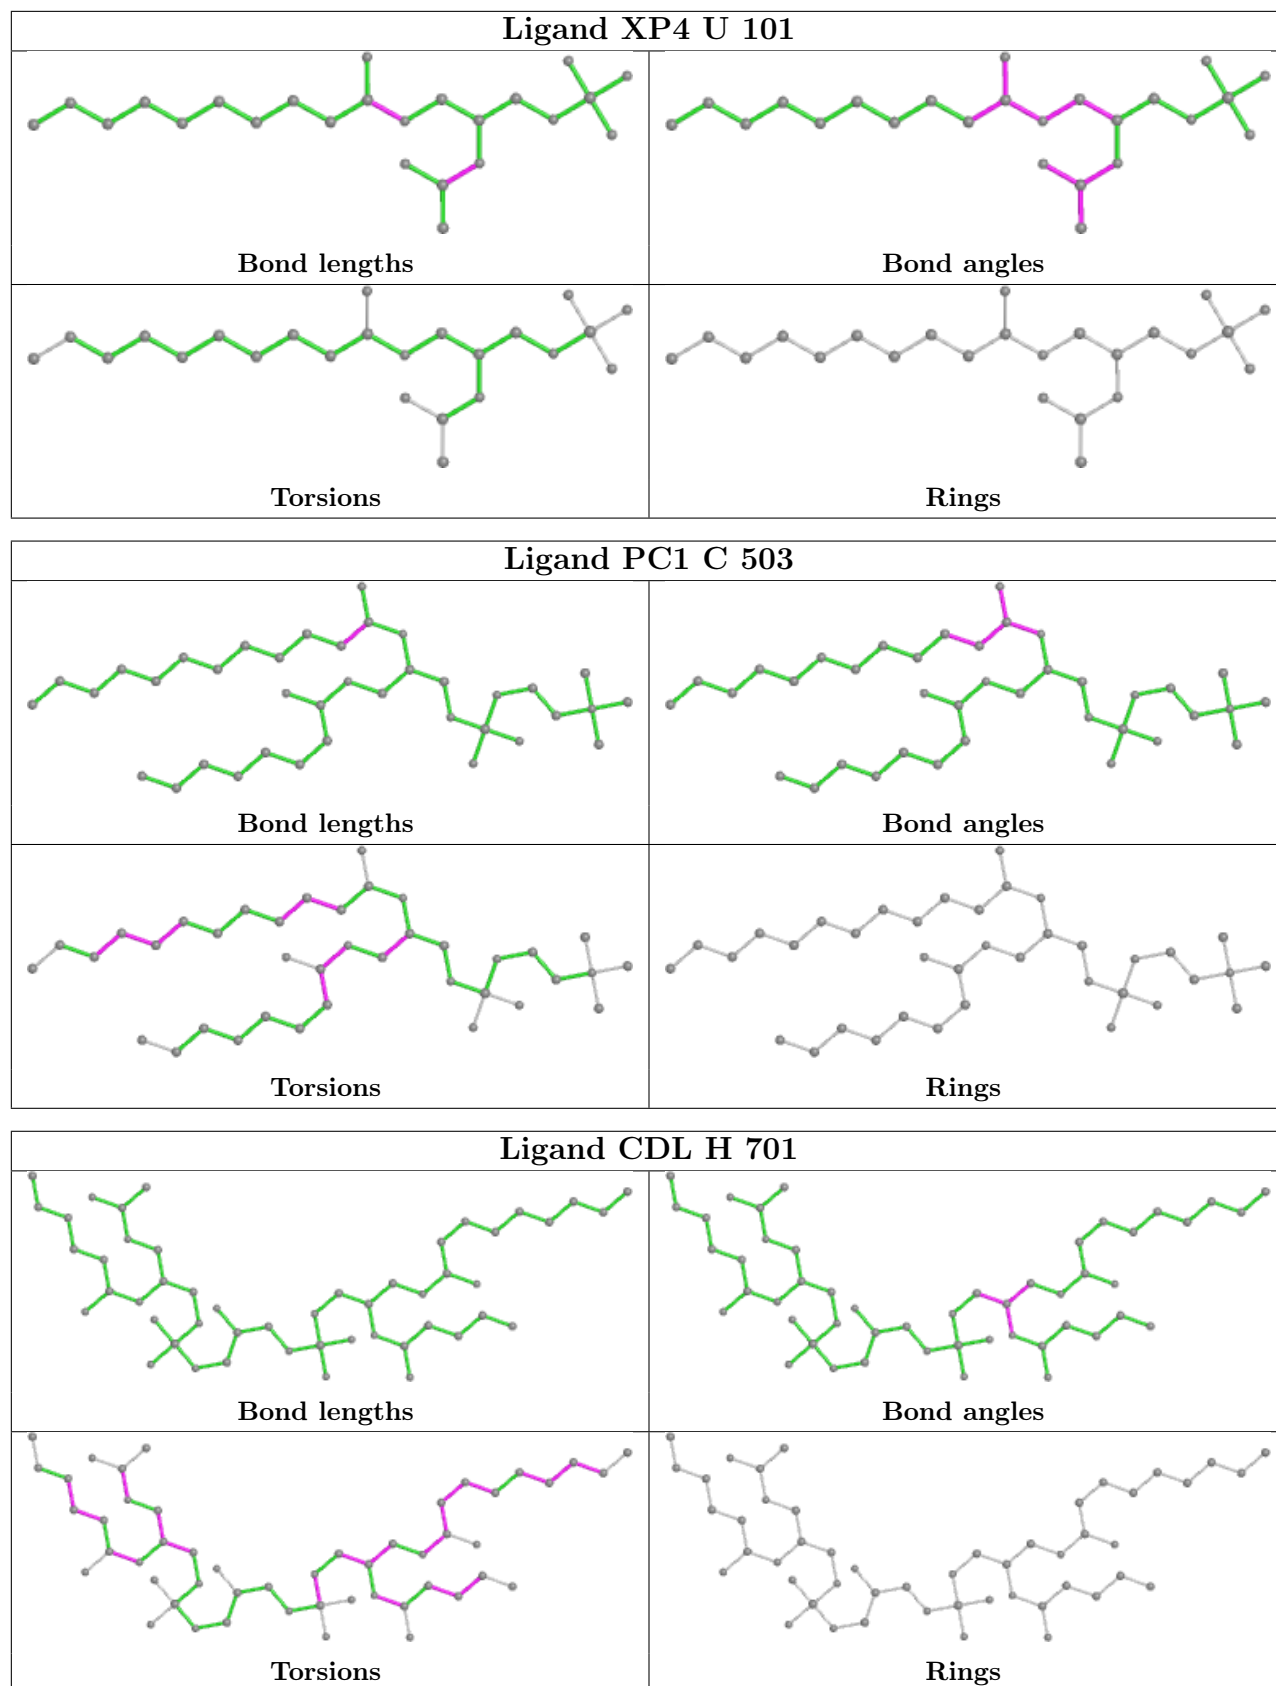 Ligand XP4 U 101
Bond lengths
Bond angles
Torsions
Rings
Ligand PC1 C 503
Bond lengths
Bond angles
Torsions
Rings
Ligand CDL H 701
Bond lengths
Bond angles
Torsions
Rings